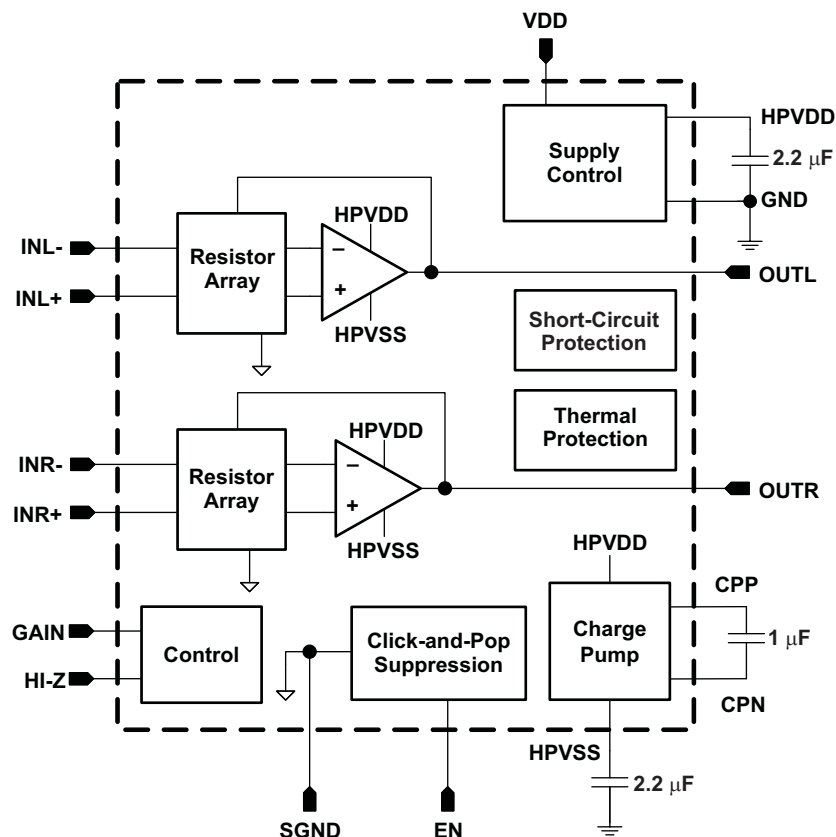 VDD
HPVDD
Supply
Control
2.2 μF
GND
HPVDD
INL-
Resistor
Array
−
INL+
+
OUTL
HPVSS
Short-Circuit
Protection
Thermal
Protection
HPVDD
INR-
Resistor
Array
−
INR+
+
OUTR
HPVSS
HPVDD
CPP
GAIN
Control
Click-and-Pop
Suppression
Charge
Pump
1 μF
HI-Z
CPN
HPVSS
2.2 μF
SGND
EN